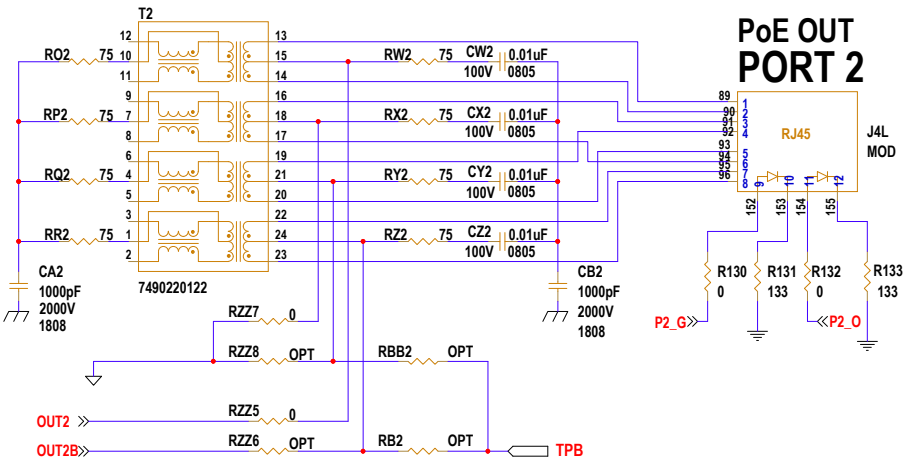 T2
PoE OUT
PORT 2
12 13
RO2 75 10 15 RW2 75 CW2 0.01uF
100V 0805
11 14
9 16
RP2 75 7 18 RX2 75 CX2 0.01uF
100V 0805
8 17
6 19
RQ2 75 4 21 RY2 75 CY2 0.01uF
100V 0805
5 20
3 22
RR2 75 1 24 RZ2 75 CZ2 0.01uF
100V 0805
2 23
7490220122
89 1
90 2
91 3
92 4
93 5
94 6
95 7
96 8
RJ45
J4L
MOD
9 10 11 12
152 153 154 155
R130
0
R131
133
R132
0
R133
133
P2_G
P2_O
CA2
1000pF
2000V
1808
CB2
1000pF
2000V
1808
RZZ7 0
RZZ8 OPT RBB2 OPT
OUT2 RZZ5 0
OUT2B RZZ6 OPT RB2 OPT TPB